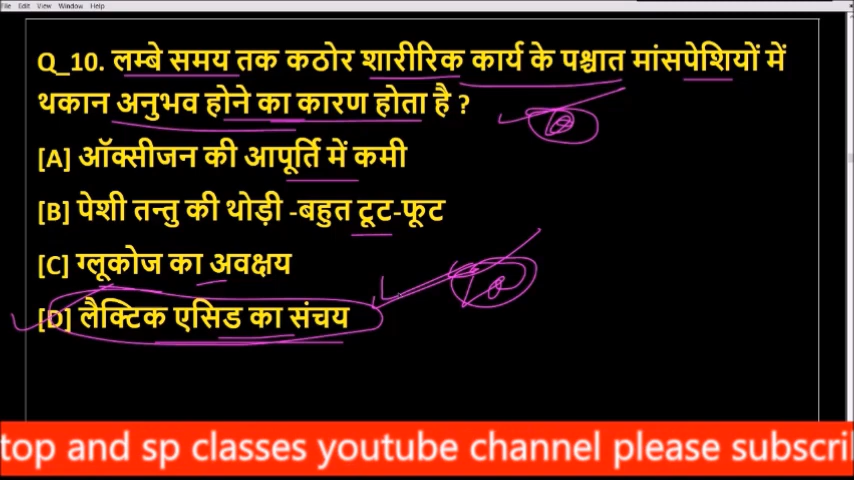 File Edit View Window Help
Q_10. लम्बे समय तक कठोर शारीरिक कार्य के पश्चात मांसपेशियों में
थकान अनुभव होने का कारण होता है ?
[A] ऑक्सीजन की आपूर्ति में कमी
[B] पेशी तन्तु की थोड़ी -बहुत टूट-फूट
[C] ग्लूकोज का अवक्षय
[D] लैक्टिक एसिड का संचय
top and sp classes youtube channel please subscri